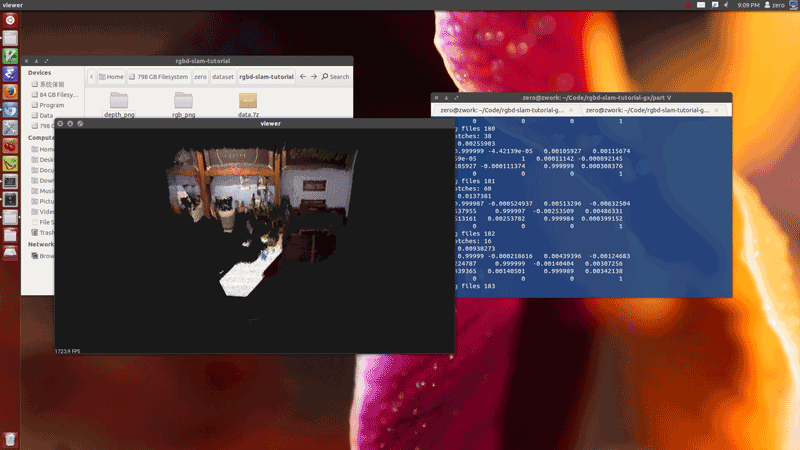 viewer
9:09 PM
zero
rgbd-slam-tutorial
Devices
系统保留
84 GB Filesy...
Program
Data
798 G
Home
798 GB Filesystem
zero
dataset
rgbd-slam-tutorial
Search
depth_png
rgb_png
data.7z
Compute
Home
Deskt
Docu
Down
Music
Pictu
Video
File S
Trash
Network
Brow
viewer
1723.9 FPS
zero@zwork: ~/Code/rgbd-slam-tutorial-gx/part V
zero@zwork: ~/Code/rgbd-slam-tutorial-g...
zero@zwork: ~/Code/rgbd-slam-tutorial-g...
0 0 0 1
g files 180
atches: 38
0.00255903
0.999999 -4.42139e-05 0.00105927 0.00115674
59e-05 1 0.00011142 -0.000892145
05927 -0.000111374 0.999999 0.000308376
0 0 0 1
g files 181
atches: 60
0.0137381
999987 -0.000524937 0.00513296 -0.00632504
537955 0.999997 -0.00253509 0.00486331
513161 0.00253782 0.999984 0.000399152
0 0 0 1
g files 182
atches: 16
0.00938273
0.99999 -0.000218616 0.00439396 -0.00124683
224787 0.999999 -0.00140404 0.00307256
439365 0.00140501 0.999989 0.00342138
0 0 0 1
g files 183